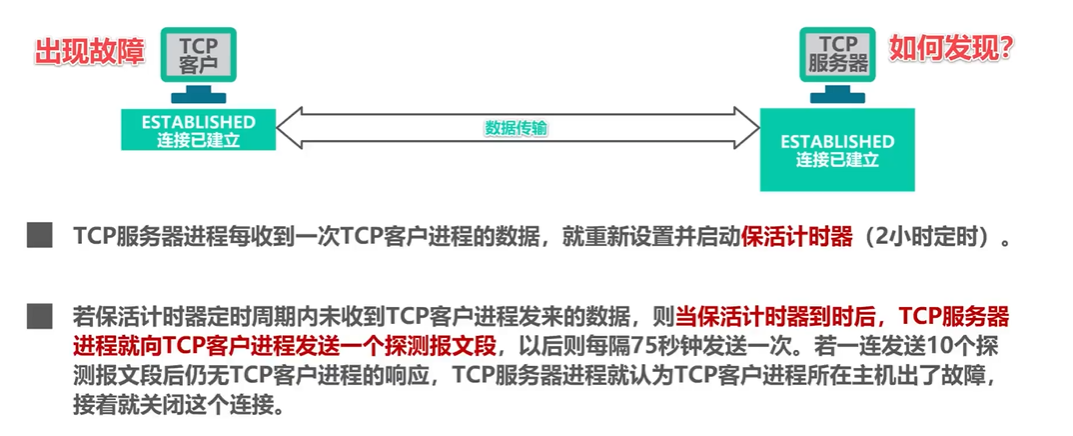 出现故障
TCP
客户
TCP
服务器
如何发现?
ESTABLISHED
连接已建立
数据传输
ESTABLISHED
连接已建立
TCP服务器进程每收到一次TCP客户进程的数据，就重新设置并启动保活计时器（2小时定时）。
若保活计时器定时周期内未收到TCP客户进程发来的数据，则当保活计时器到时后，TCP服务器
进程就向TCP客户进程发送一个探测报文段，以后则每隔75秒钟发送一次。若一连发送10个探
测报文段后仍无TCP客户进程的响应，TCP服务器进程就认为TCP客户进程所在主机出了故障，
接着就关闭这个连接。